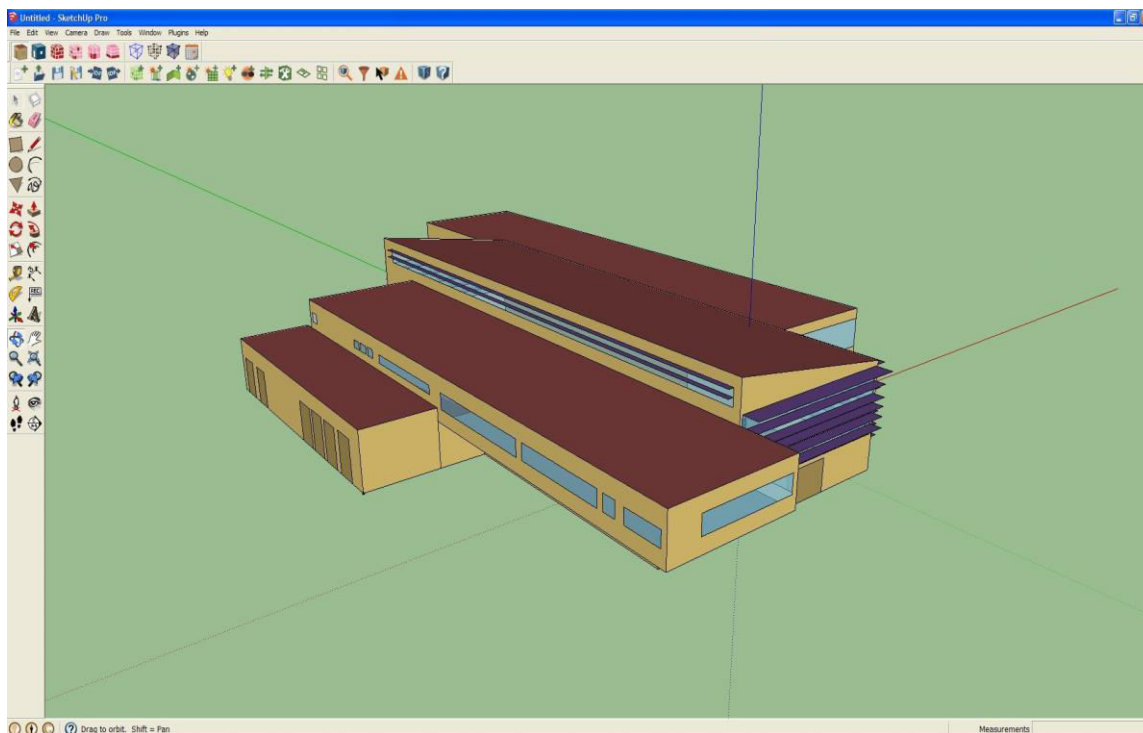 Untitled - SketchUp Pro
File Edit View Camera Draw Tools Window Plugins Help
Drag to orbit. Shift = Pan
Measurements